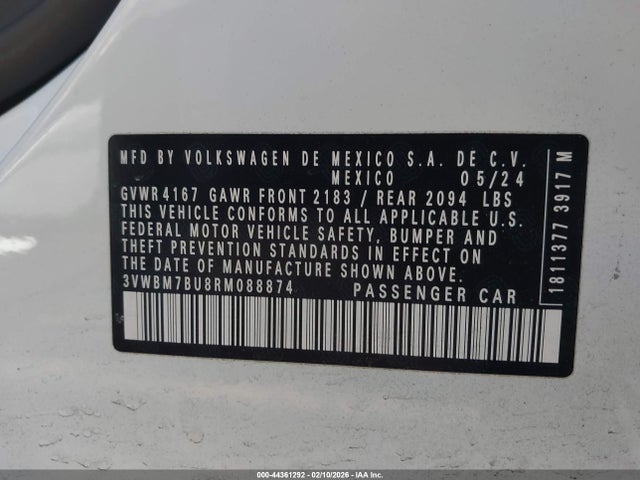 MFD BY VOLKSWAGEN DE MEXICO S.A. DE C.V.
MEXICO 05/24
GVWR 4167 GAWR FRONT 2183 / REAR 2094 LBS
THIS VEHICLE CONFORMS TO ALL APPLICABLE U.S.
FEDERAL MOTOR VEHICLE SAFETY, BUMPER AND
THEFT PREVENTION STANDARDS IN EFFECT ON
THE DATE OF MANUFACTURE SHOWN ABOVE.
3VWBM7BU8RM088874 PASSENGER CAR
1811377 3917 M
000-44361292 - 02/10/2026 - IAA Inc.